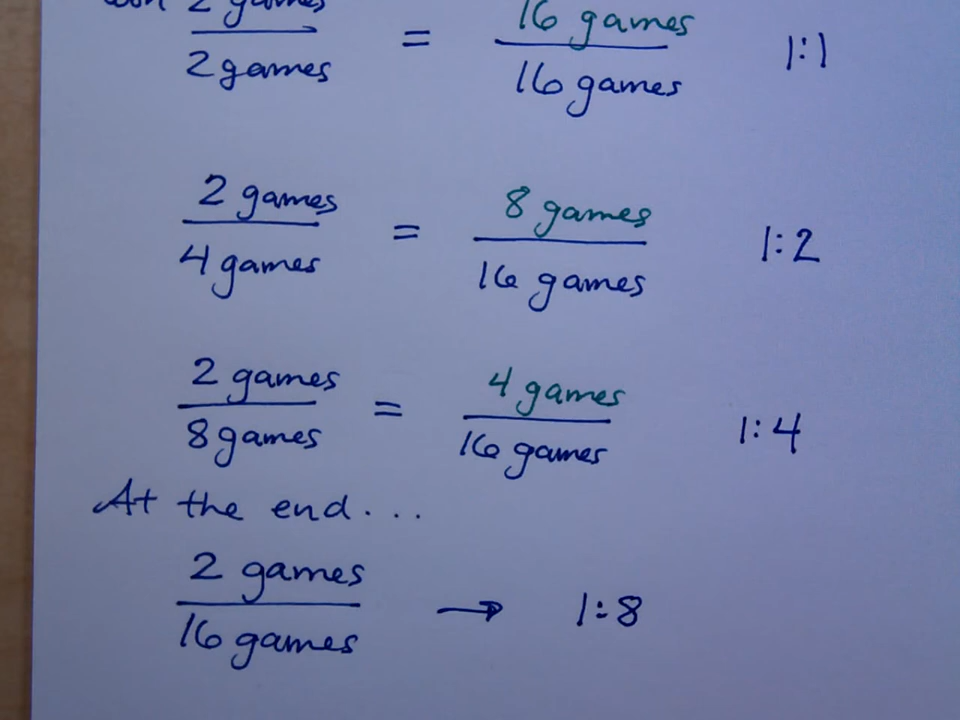 2 games = 16 games 1:1
2 games 16 games
2 games = 8 games 1:2
4 games 16 games
2 games = 4 games 1:4
8 games 16 games
At the end...
2 games → 1:8
16 games